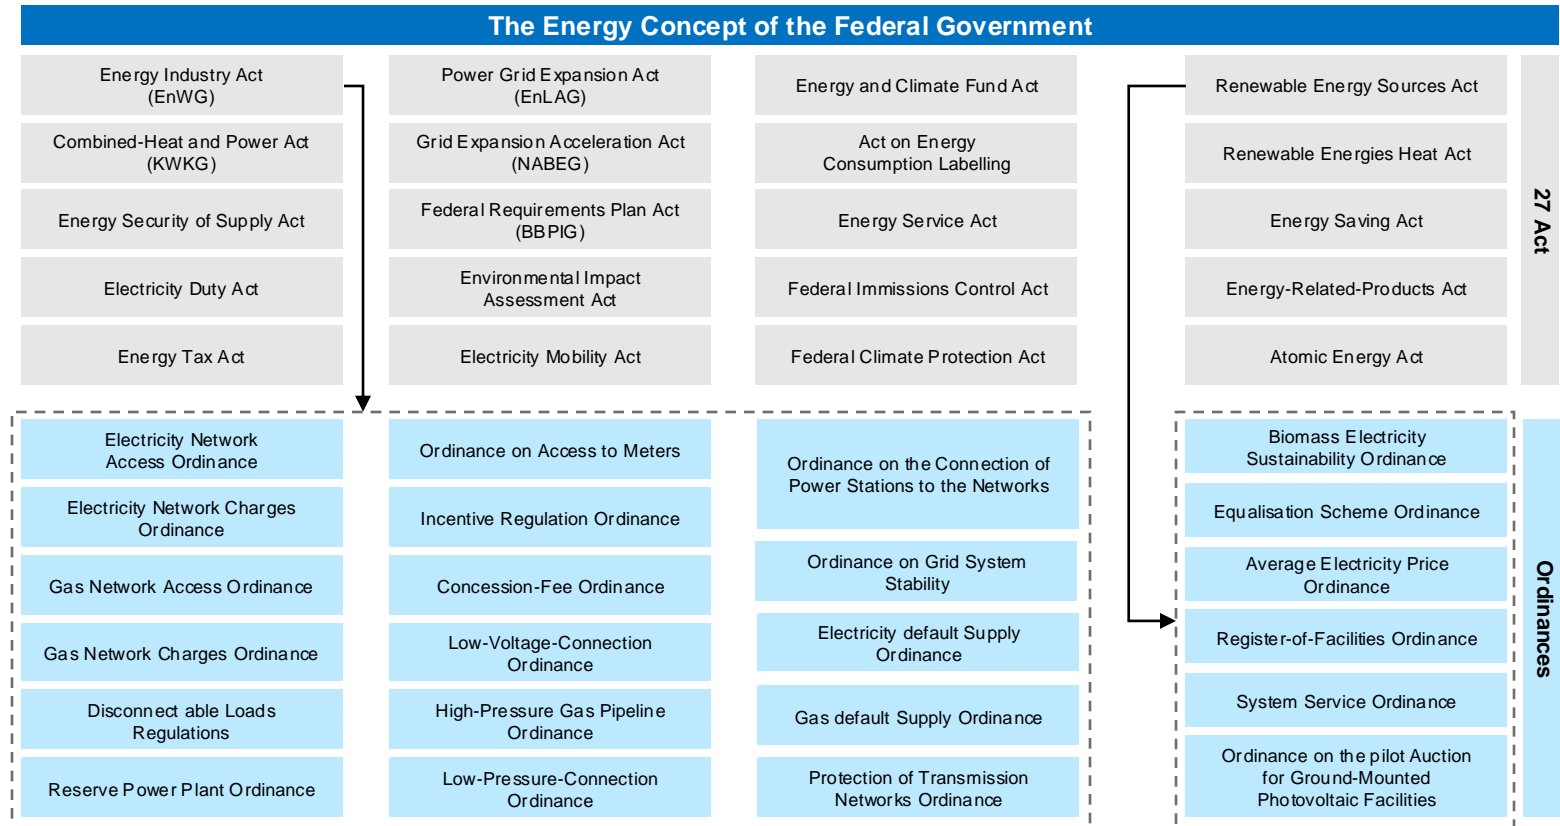 The Energy Concept of the Federal Government
Energy Industry Act
(EnWG)
Power Grid Expansion Act
(EnLAG)
Energy and Climate Fund Act
Renewable Energy Sources Act
Combined-Heat and Power Act
(KWKG)
Grid Expansion Acceleration Act
(NABEG)
Act on Energy
Consumption Labelling
Renewable Energies Heat Act
Energy Security of Supply Act
Federal Requirements Plan Act
(BBPIG)
Energy Service Act
Energy Saving Act
Electricity Duty Act
Environmental Impact
Assessment Act
Federal Immissions Control Act
Energy-Related-Products Act
Energy Tax Act
Electricity Mobility Act
Federal Climate Protection Act
Atomic Energy Act
27 Act
Electricity Network
Access Ordinance
Electricity Network Charges
Ordinance
Gas Network Access Ordinance
Gas Network Charges Ordinance
Disconnect able Loads
Regulations
Reserve Power Plant Ordinance
Ordinance on Access to Meters
Incentive Regulation Ordinance
Concession-Fee Ordinance
Low-Voltage-Connection
Ordinance
High-Pressure Gas Pipeline
Ordinance
Low-Pressure-Connection
Ordinance
Ordinance on the Connection of
Power Stations to the Networks
Ordinance on Grid System
Stability
Electricity default Supply
Ordinance
Gas default Supply Ordinance
Protection of Transmission
Networks Ordinance
Biomass Electricity
Sustainability Ordinance
Equalisation Scheme Ordinance
Average Electricity Price
Ordinance
Register-of-Facilities Ordinance
System Service Ordinance
Ordinance on the pilot Auction
for Ground-Mounted
Photovoltaic Facilities
Ordinances